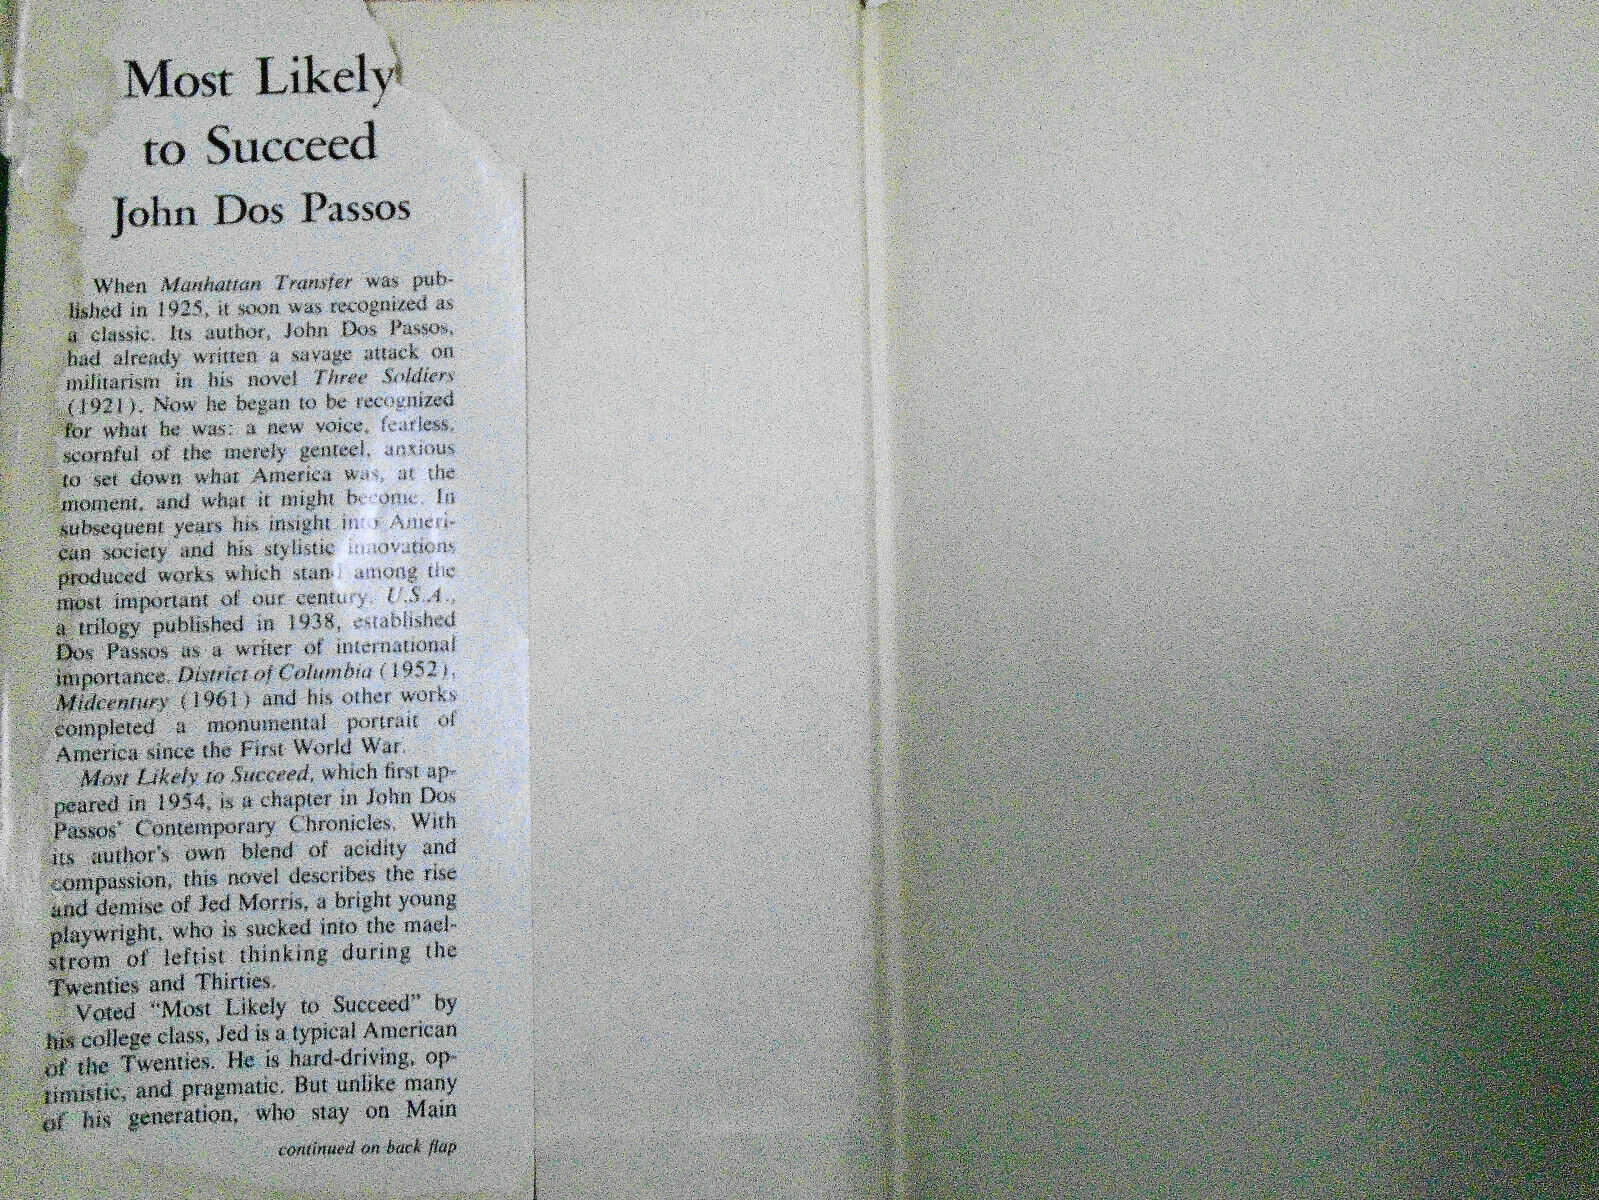 Most Likely
to Succeed
John Dos Passos
When Manhattan Transfer was pub-
lished in 1925, it soon was recognized as
a classic. Its author, John Dos Passos,
had already written a savage attack on
militarism in his novel Three Soldiers
(1921). Now he began to be recognized
for what he was: a new voice, fearless,
scornful of the merely genteel, anxious
to set down what America was, at the
moment, and what it might become. In
subsequent years his insight into Ameri-
can society and his stylistic innovations
produced works which stand among the
most important of our century. U.S.A.,
a trilogy published in 1938, established
Dos Passos as a writer of international
importance. District of Columbia (1952),
Midcentury (1961) and his other works
completed a monumental portrait of
America since the First World War.
Most Likely to Succeed, which first ap-
peared in 1954, is a chapter in John Dos
Passos' Contemporary Chronicles. With
its author's own blend of acidity and
compassion, this novel describes the rise
and demise of Jed Morris, a bright young
playwright, who is sucked into the mael-
strom of leftist thinking during the
Twenties and Thirties.
Voted "Most Likely to Succeed" by
his college class, Jed is a typical American
of the Twenties. He is hard-driving, op-
timistic, and pragmatic. But unlike many
of his generation, who stay on Main
continued on back flap